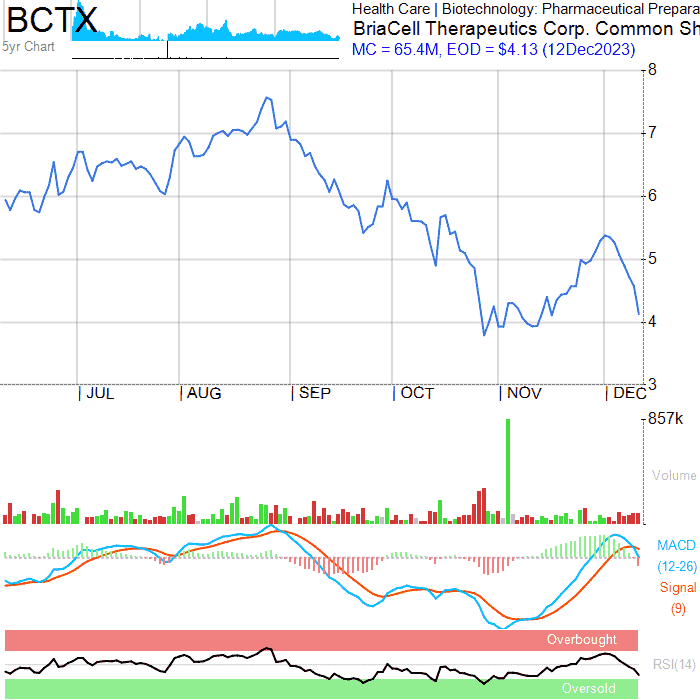 BCTX
5yr Chart
Health Care | Biotechnology: Pharmaceutical Prepara
BriaCell Therapeutics Corp. Common Sh
MC = 65.4M, EOD = $4.13 (12Dec2023)
8
7
6
5
4
3
| JUL | AUG | SEP | OCT | NOV | DEC
857k
Volume
MACD
(12-26)
Signal
(9)
Overbought
RSI(14)
Oversold